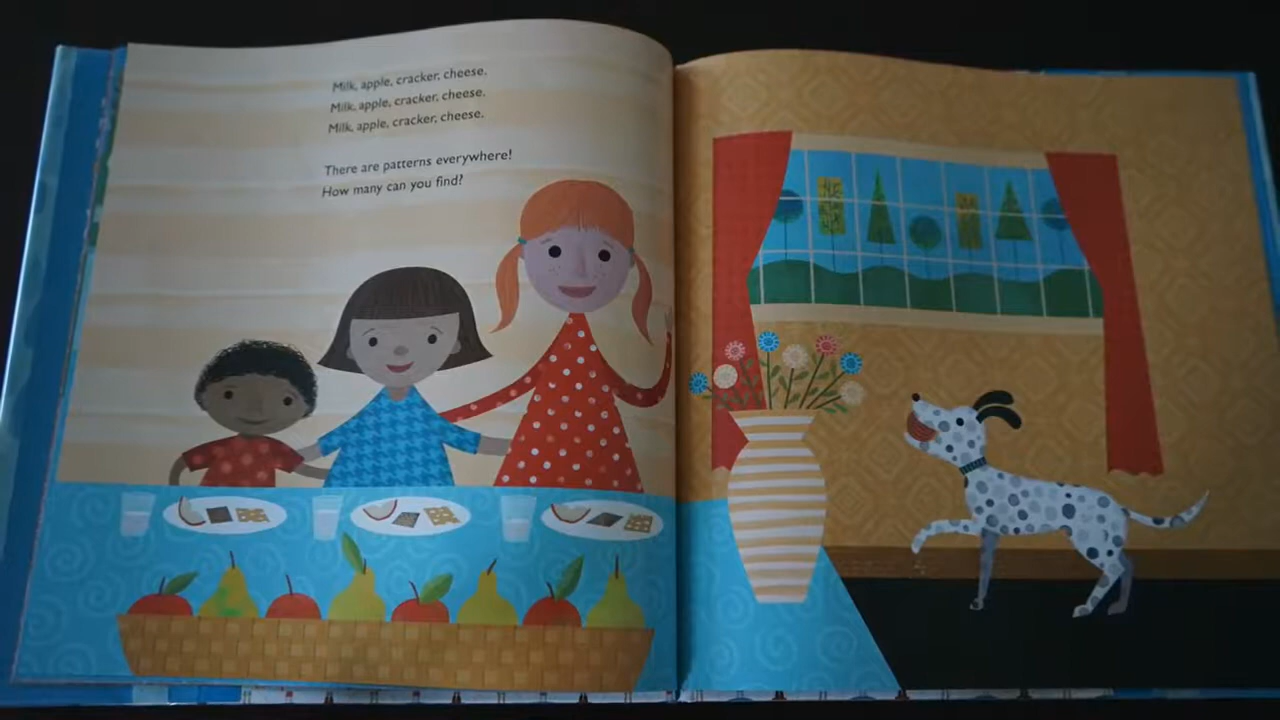 Milk, apple, cracker, cheese.
Milk, apple, cracker, cheese.
Milk, apple, cracker, cheese.
There are patterns everywhere!
How many can you find?